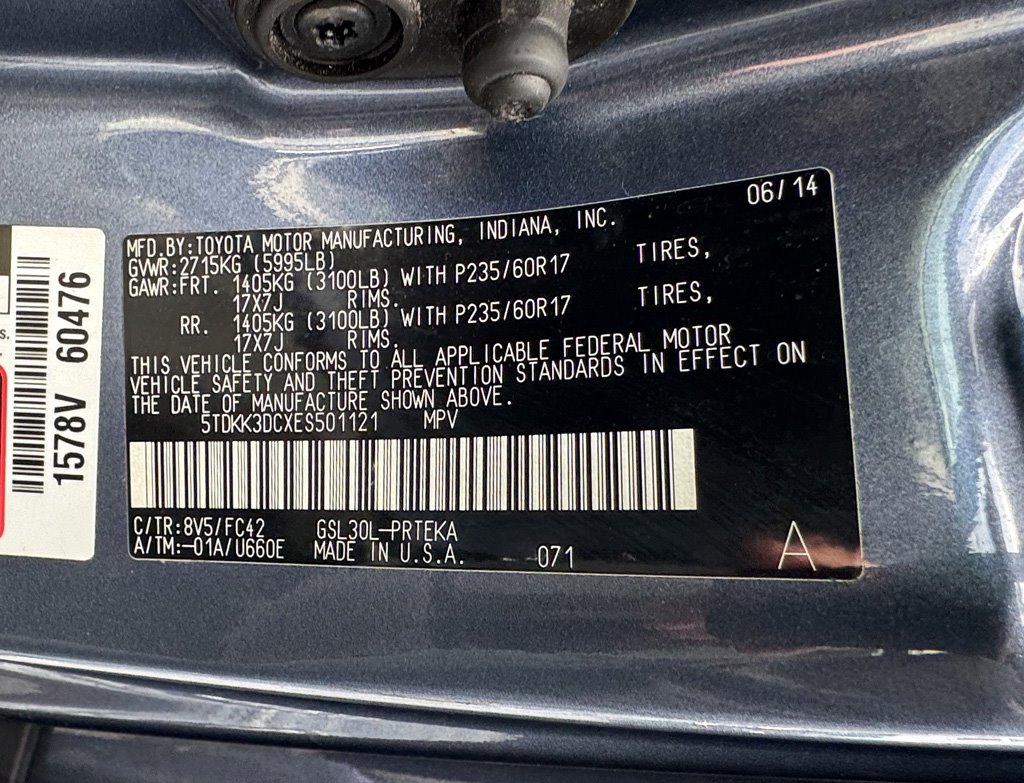 06/14
MFD.BY:TOYOTA MOTOR MANUFACTURING, INDIANA, INC.
GVWR:2715KG (5995LB)
GAWR:FRT. 1405KG (3100LB) WITH P235/60R17 TIRES,
17X7J RIMS.
RR. 1405KG (3100LB) WITH P235/60R17 TIRES,
17X7J RIMS.
THIS VEHICLE CONFORMS TO ALL APPLICABLE FEDERAL MOTOR
VEHICLE SAFETY AND THEFT PREVENTION STANDARDS IN EFFECT ON
THE DATE OF MANUFACTURE SHOWN ABOVE.
5TDKK3DCXES501121 MPV
C/TR:8V5/FC42 GSL30L-PRTEKA
A/TM:-01A/U660E MADE IN U.S.A. 071
A
1578V 60476
s.